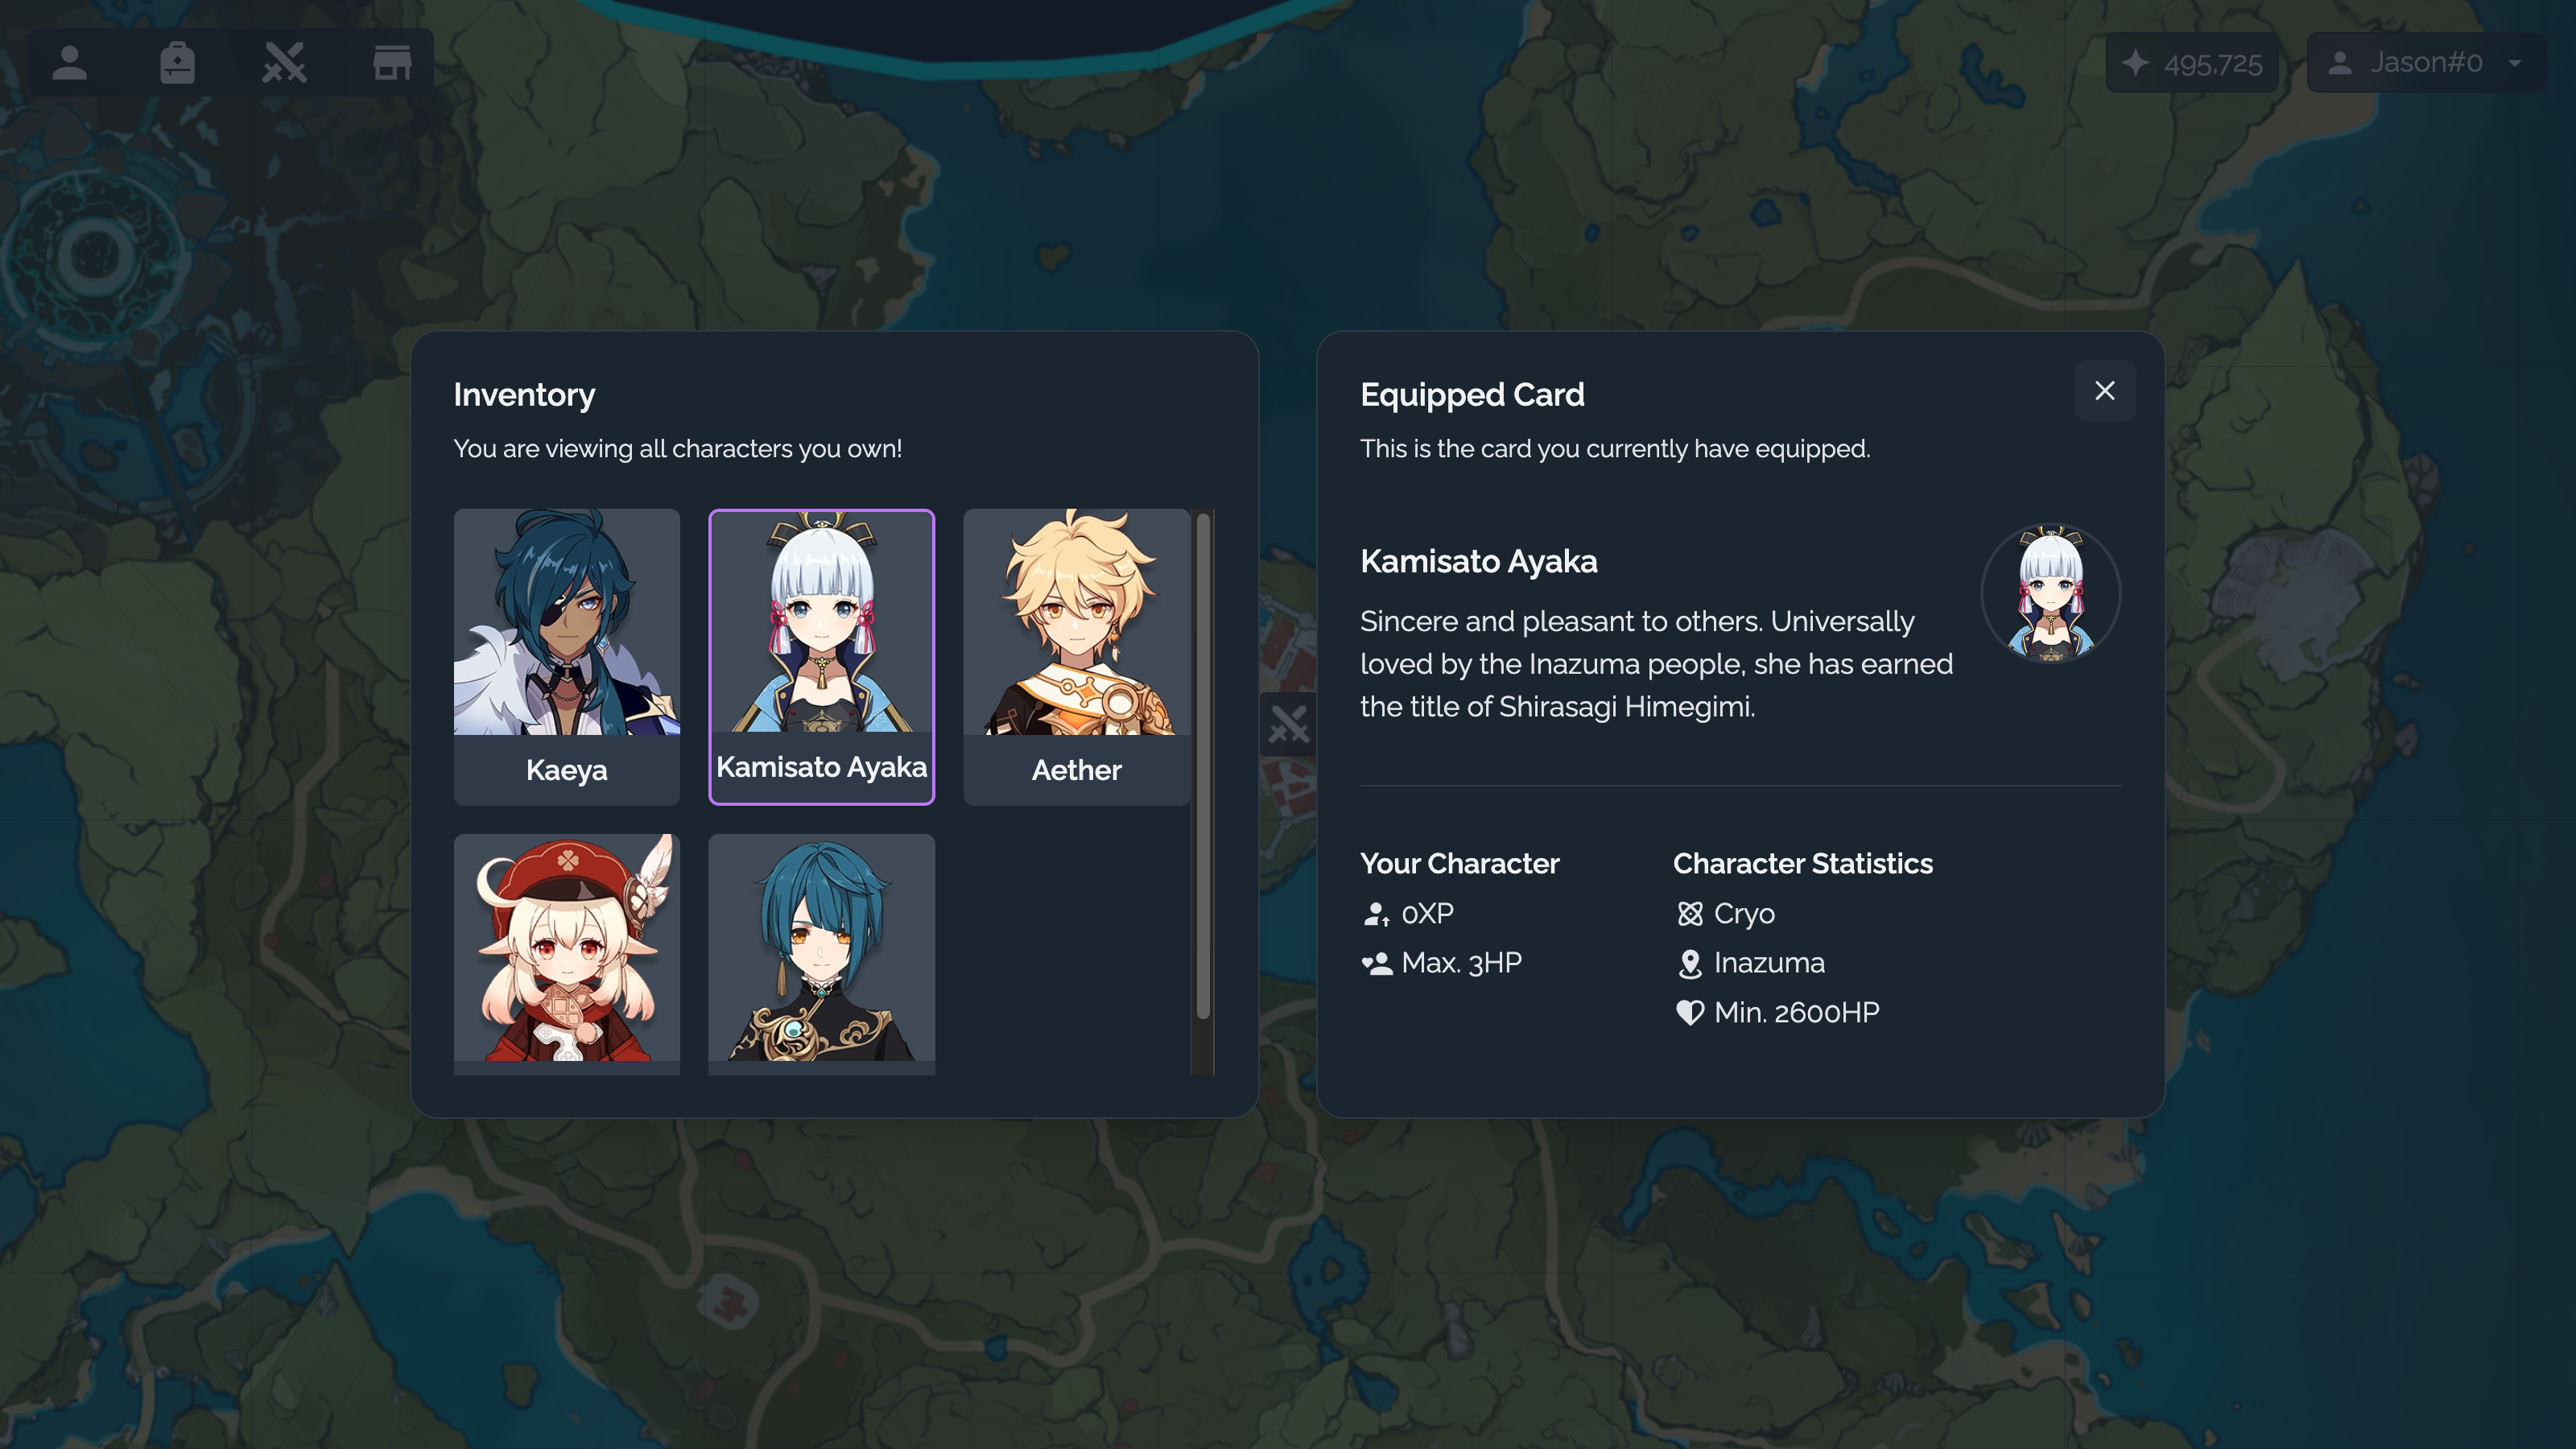 495,725
Jason#0
Inventory
You are viewing all characters you own!
Kaeya
Kamisato Ayaka
Aether
Equipped Card
This is the card you currently have equipped.
Kamisato Ayaka
Sincere and pleasant to others. Universally
loved by the Inazuma people, she has earned
the title of Shirasagi Himegimi.
Your Character
0XP
Max. 3HP
Character Statistics
Cryo
Inazuma
Min. 2600HP